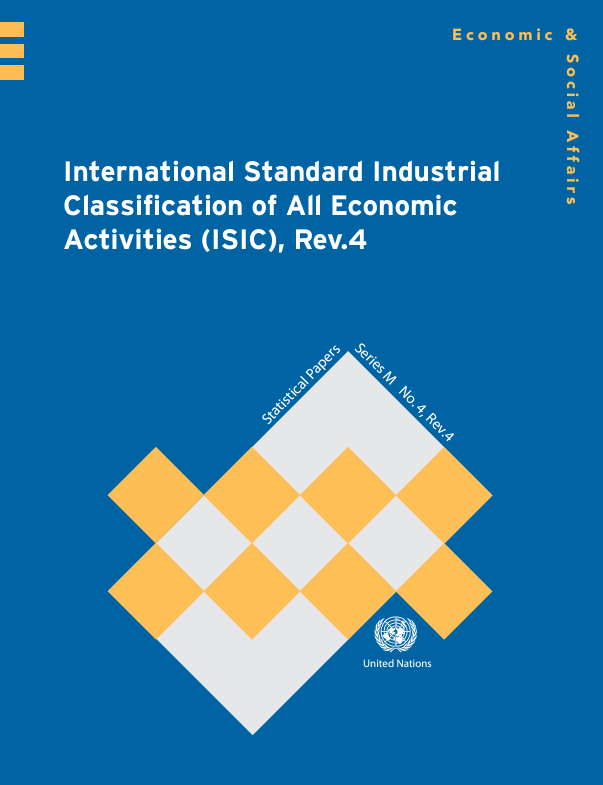 Economic &
Social Affairs
International Standard Industrial
Classification of All Economic
Activities (ISIC), Rev.4
Statistical Papers
Series M No. 4, Rev.4
United Nations